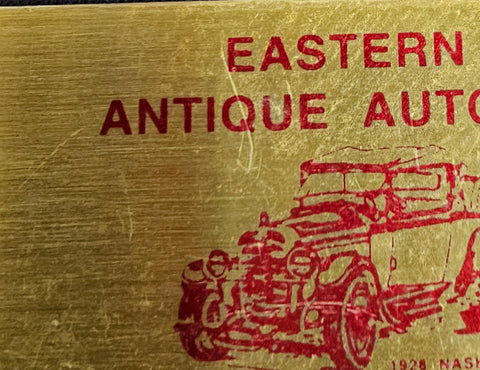 EASTERN
ANTIQUE AUTO
1928 NASH